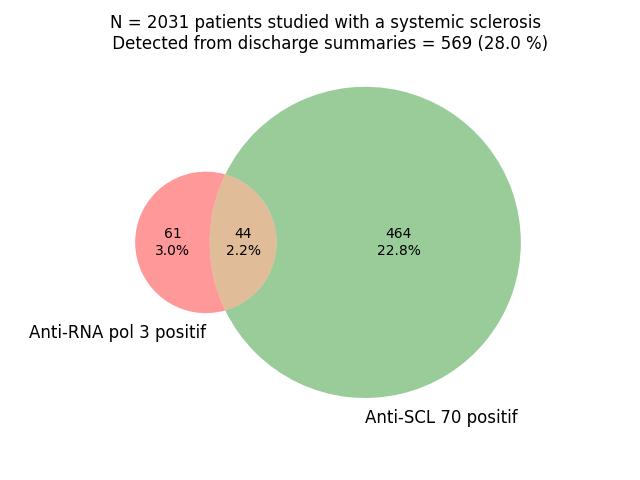 N = 2031 patients studied with a systemic sclerosis
Detected from discharge summaries = 569 (28.0 %)
61
3.0%
44
2.2%
464
22.8%
Anti-RNA pol 3 positif
Anti-SCL 70 positif